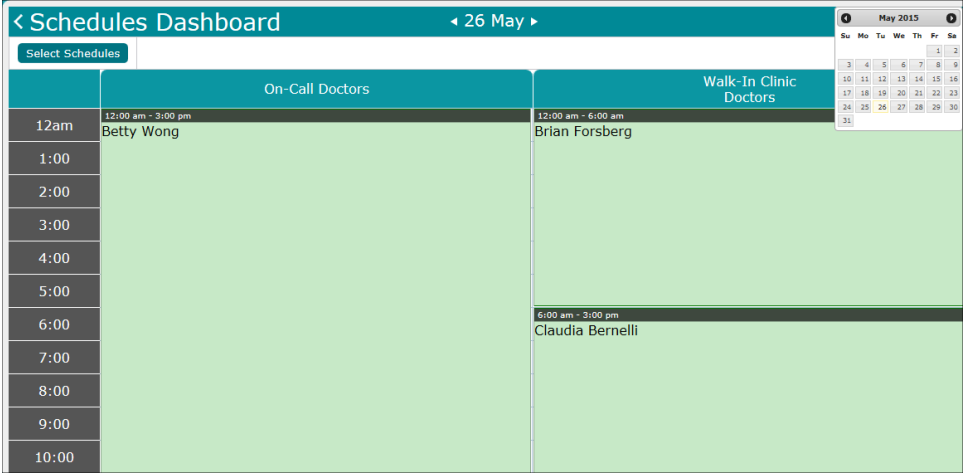 Schedules Dashboard
26 May
May 2015
Su Mo Tu We Th Fr Sa
1 2
3 4 5 6 7 8 9
10 11 12 13 14 15 16
17 18 19 20 21 22 23
24 25 26 27 28 29 30
31
Select Schedules
On-Call Doctors
Walk-In Clinic
Doctors
12am
12:00 am - 3:00 pm
Betty Wong
12:00 am - 6:00 am
Brian Forsberg
1:00
2:00
3:00
4:00
5:00
6:00
6:00 am - 3:00 pm
Claudia Bernelli
7:00
8:00
9:00
10:00